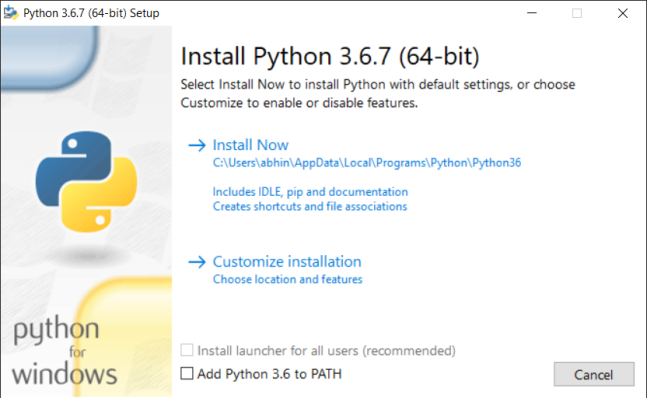 Python 3.6.7 (64-bit) Setup
Install Python 3.6.7 (64-bit)
Select Install Now to install Python with default settings, or choose
Customize to enable or disable features.
Install Now
C:\Users\abhin\AppData\Local\Programs\Python\Python36
Includes IDLE, pip and documentation
Creates shortcuts and file associations
Customize installation
Choose location and features
python
for
windows
Install launcher for all users (recommended)
Add Python 3.6 to PATH
Cancel